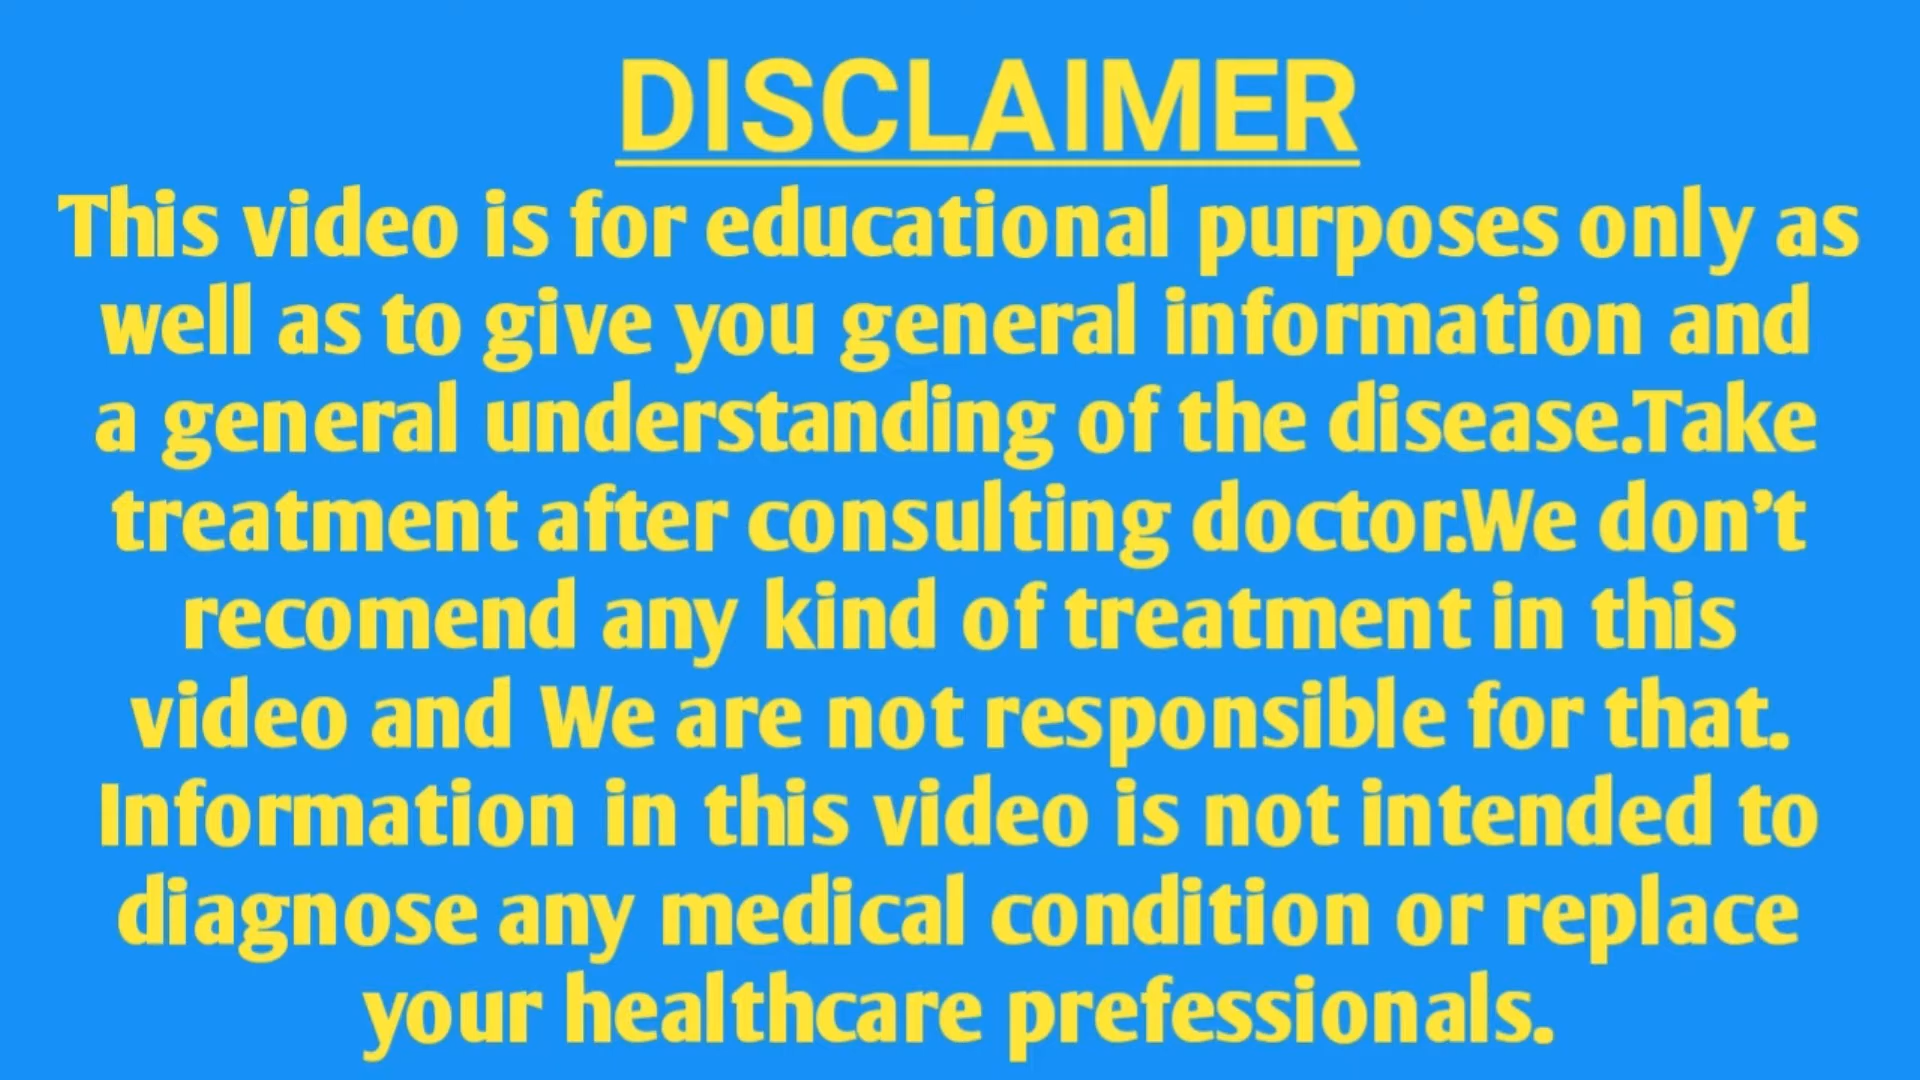 DISCLAIMER
This video is for educational purposes only as
well as to give you general information and
a general understanding of the disease.Take
treatment after consulting doctor.We don't
recomend any kind of treatment in this
video and We are not responsible for that.
Information in this video is not intended to
diagnose any medical condition or replace
your healthcare prefessionals.